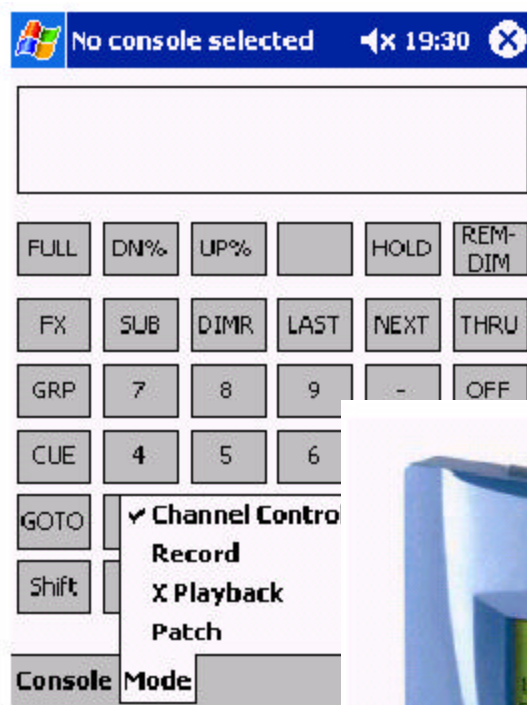 No console selected 19:30
FULL DN% UP% HOLD REM-
DIM
FX SUB DIMR LAST NEXT THRU
GRP 7 8 9 - OFF
CUE 4 5 6
GOTO
✓ Channel Contro
Record
Shift
X Playback
Patch
Console Mode